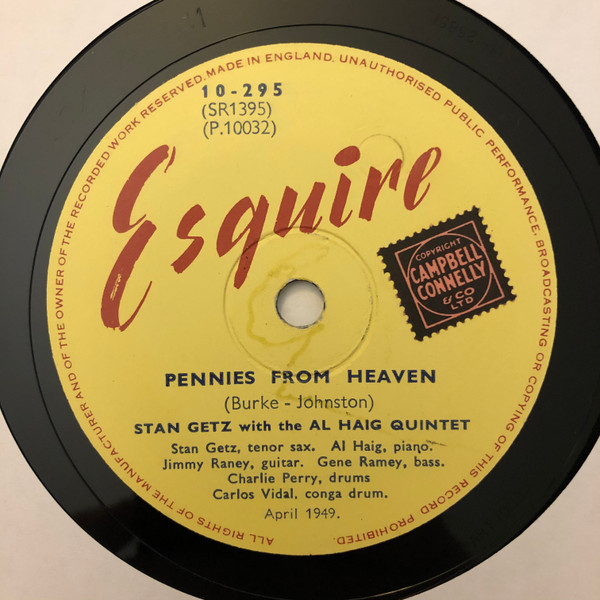 ALL RIGHTS OF THE MANUFACTURER AND OF THE OWNER OF THE RECORDED WORK RESERVED. MADE IN ENGLAND. UNAUTHORISED PUBLIC PERFORMANCE. BROADCASTING OR COPYING OF THIS RECORD PROHIBITED.
10-295
(SR1395)
(P.10032)
Esquire
COPYRIGHT
CAMPBELL
CONNELLY
& CO
LTD
PENNIES FROM HEAVEN
(Burke - Johnston)
STAN GETZ with the AL HAIG QUINTET
Stan Getz, tenor sax. Al Haig, piano.
Jimmy Raney, guitar. Gene Ramey, bass.
Charlie Perry, drums
Carlos Vidal, conga drum.
April 1949.